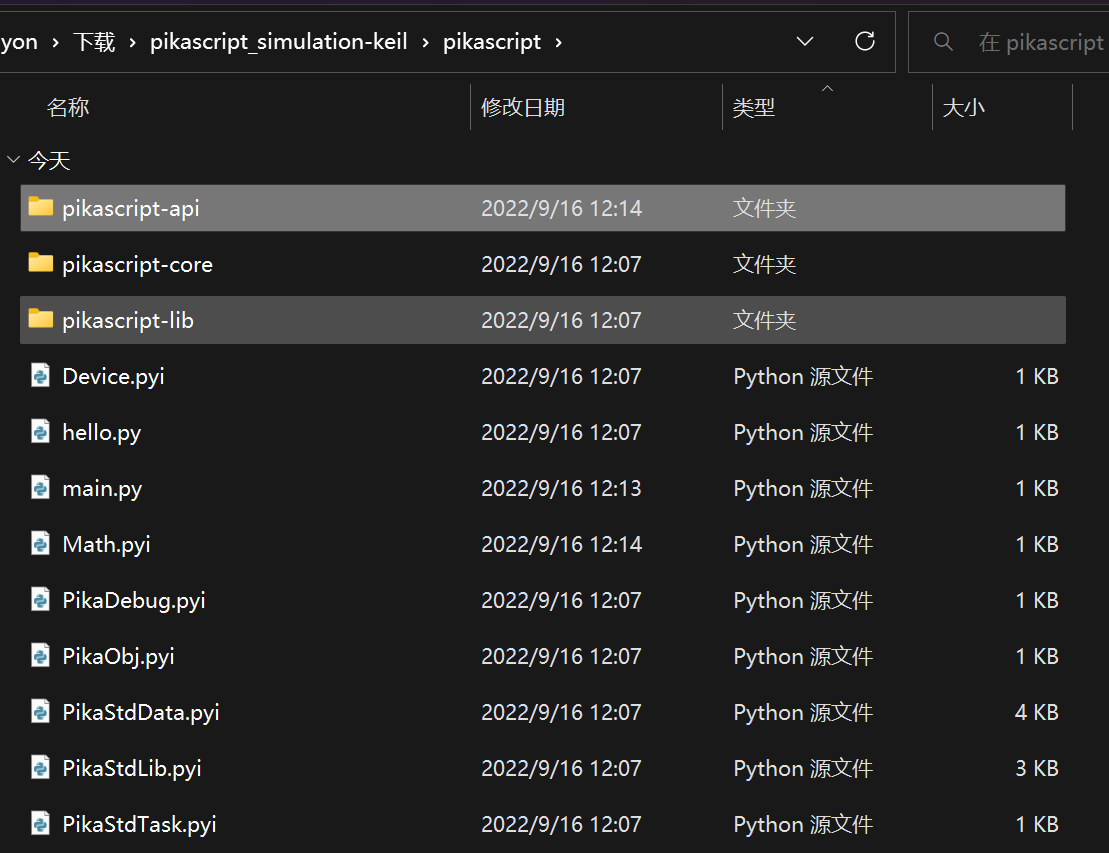 yon › 下载 › pikascript_simulation-keil › pikascript › 在 pikascript
名称 修改日期 类型 大小
今天
pikascript-api 2022/9/16 12:14 文件夹
pikascript-core 2022/9/16 12:07 文件夹
pikascript-lib 2022/9/16 12:07 文件夹
Device.pyi 2022/9/16 12:07 Python 源文件 1 KB
hello.py 2022/9/16 12:07 Python 源文件 1 KB
main.py 2022/9/16 12:13 Python 源文件 1 KB
Math.pyi 2022/9/16 12:14 Python 源文件 1 KB
PikaDebug.pyi 2022/9/16 12:07 Python 源文件 1 KB
PikaObj.pyi 2022/9/16 12:07 Python 源文件 1 KB
PikaStdData.pyi 2022/9/16 12:07 Python 源文件 4 KB
PikaStdLib.pyi 2022/9/16 12:07 Python 源文件 3 KB
PikaStdTask.pyi 2022/9/16 12:07 Python 源文件 1 KB